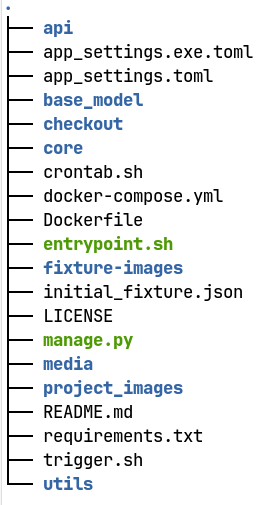 .
api
app_settings.exe.toml
app_settings.toml
base_model
checkout
core
crontab.sh
docker-compose.yml
Dockerfile
entrypoint.sh
fixture-images
initial_fixture.json
LICENSE
manage.py
media
project_images
README.md
requirements.txt
trigger.sh
utils